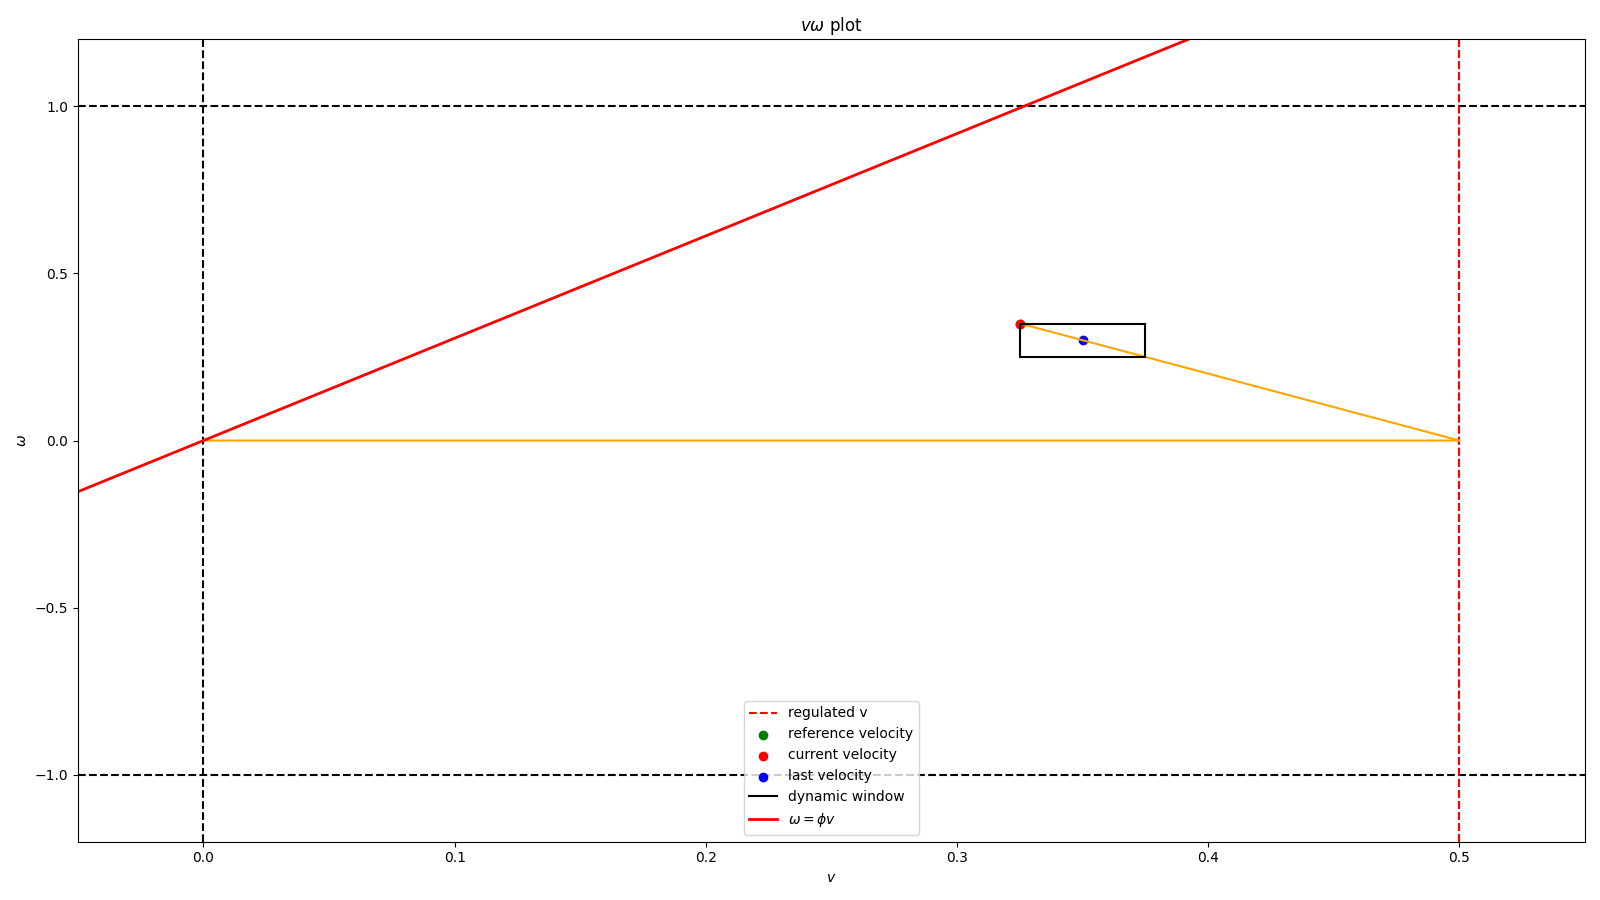 vω plot
1.0
0.5
0.0
−0.5
−1.0
ω
0.0 0.1 0.2 0.3 0.4 0.5
v
regulated v
reference velocity
current velocity
last velocity
dynamic window
ω = ϕv